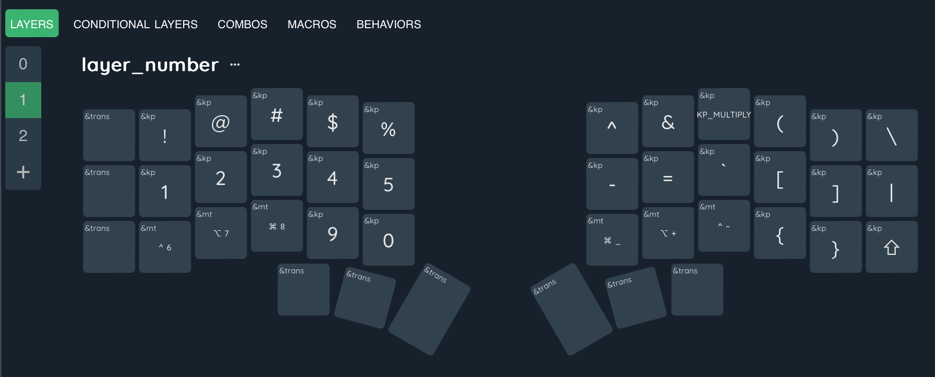 LAYERS CONDITIONAL LAYERS COMBOS MACROS BEHAVIORS
0
1
2
+
layer_number ...
&trans &kp ! &kp @ &kp # &kp $ &kp % &kp ^ &kp & KP_MULTIPLY &kp ( &kp ) &kp \
&trans &kp 1 &kp 2 &kp 3 &kp 4 &kp 5 &kp - &kp = &kp ` &kp [ &kp ] &kp |
&trans &mt ^ 6 &mt ⌥ 7 &mt ⌘ 8 &kp 9 &kp 0 &mt ⌘ _ &mt ⌥ + &mt ^ ~ &kp { &kp } &kp ⇧
&trans &trans &trans &trans &trans &trans